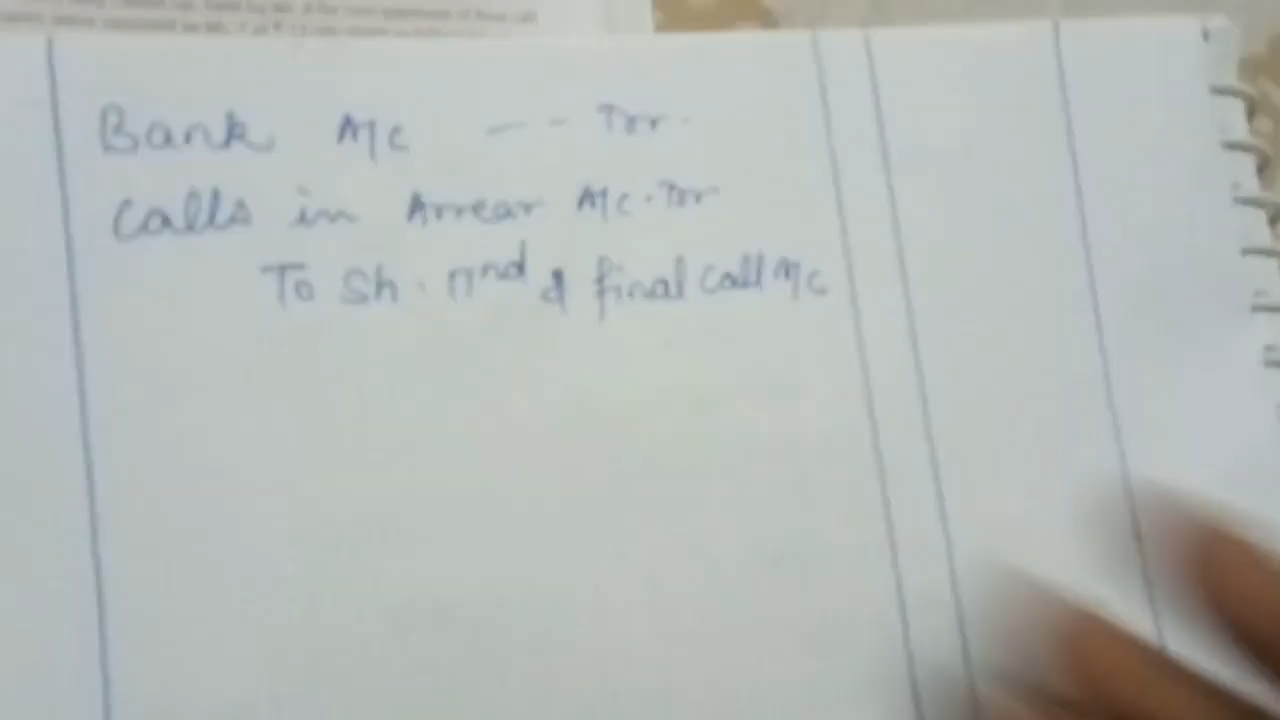 Bank A/c -- Dr.
Calls in Arrear A/c. Dr
To Sh. IInd & final call A/c